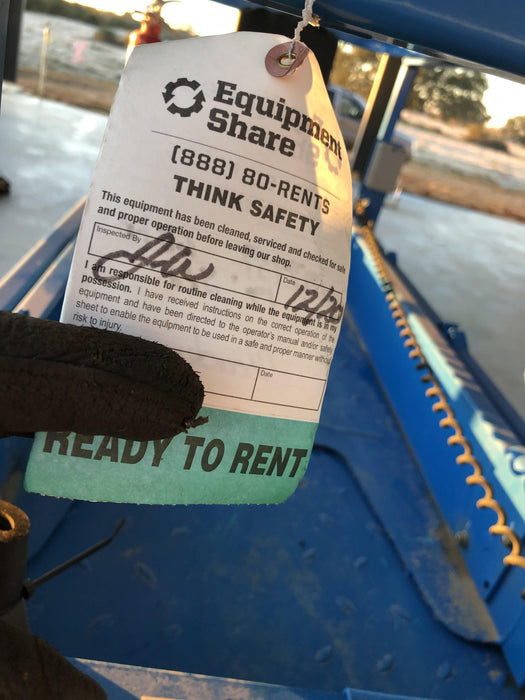 Equipment
Share
(888) 80-RENTS
THINK SAFETY
This equipment has been cleaned, serviced and checked for safe
and proper operation before leaving our shop.
Inspected By
Date
12/20
I am responsible for routine cleaning while the equipment is in my
possession. I have received instructions on the correct operation of the
equipment and have been directed to the operator's manual and/or safety
sheet to enable the equipment to be used in a safe and proper manner without
risk to injury.
Date
READY TO RENT